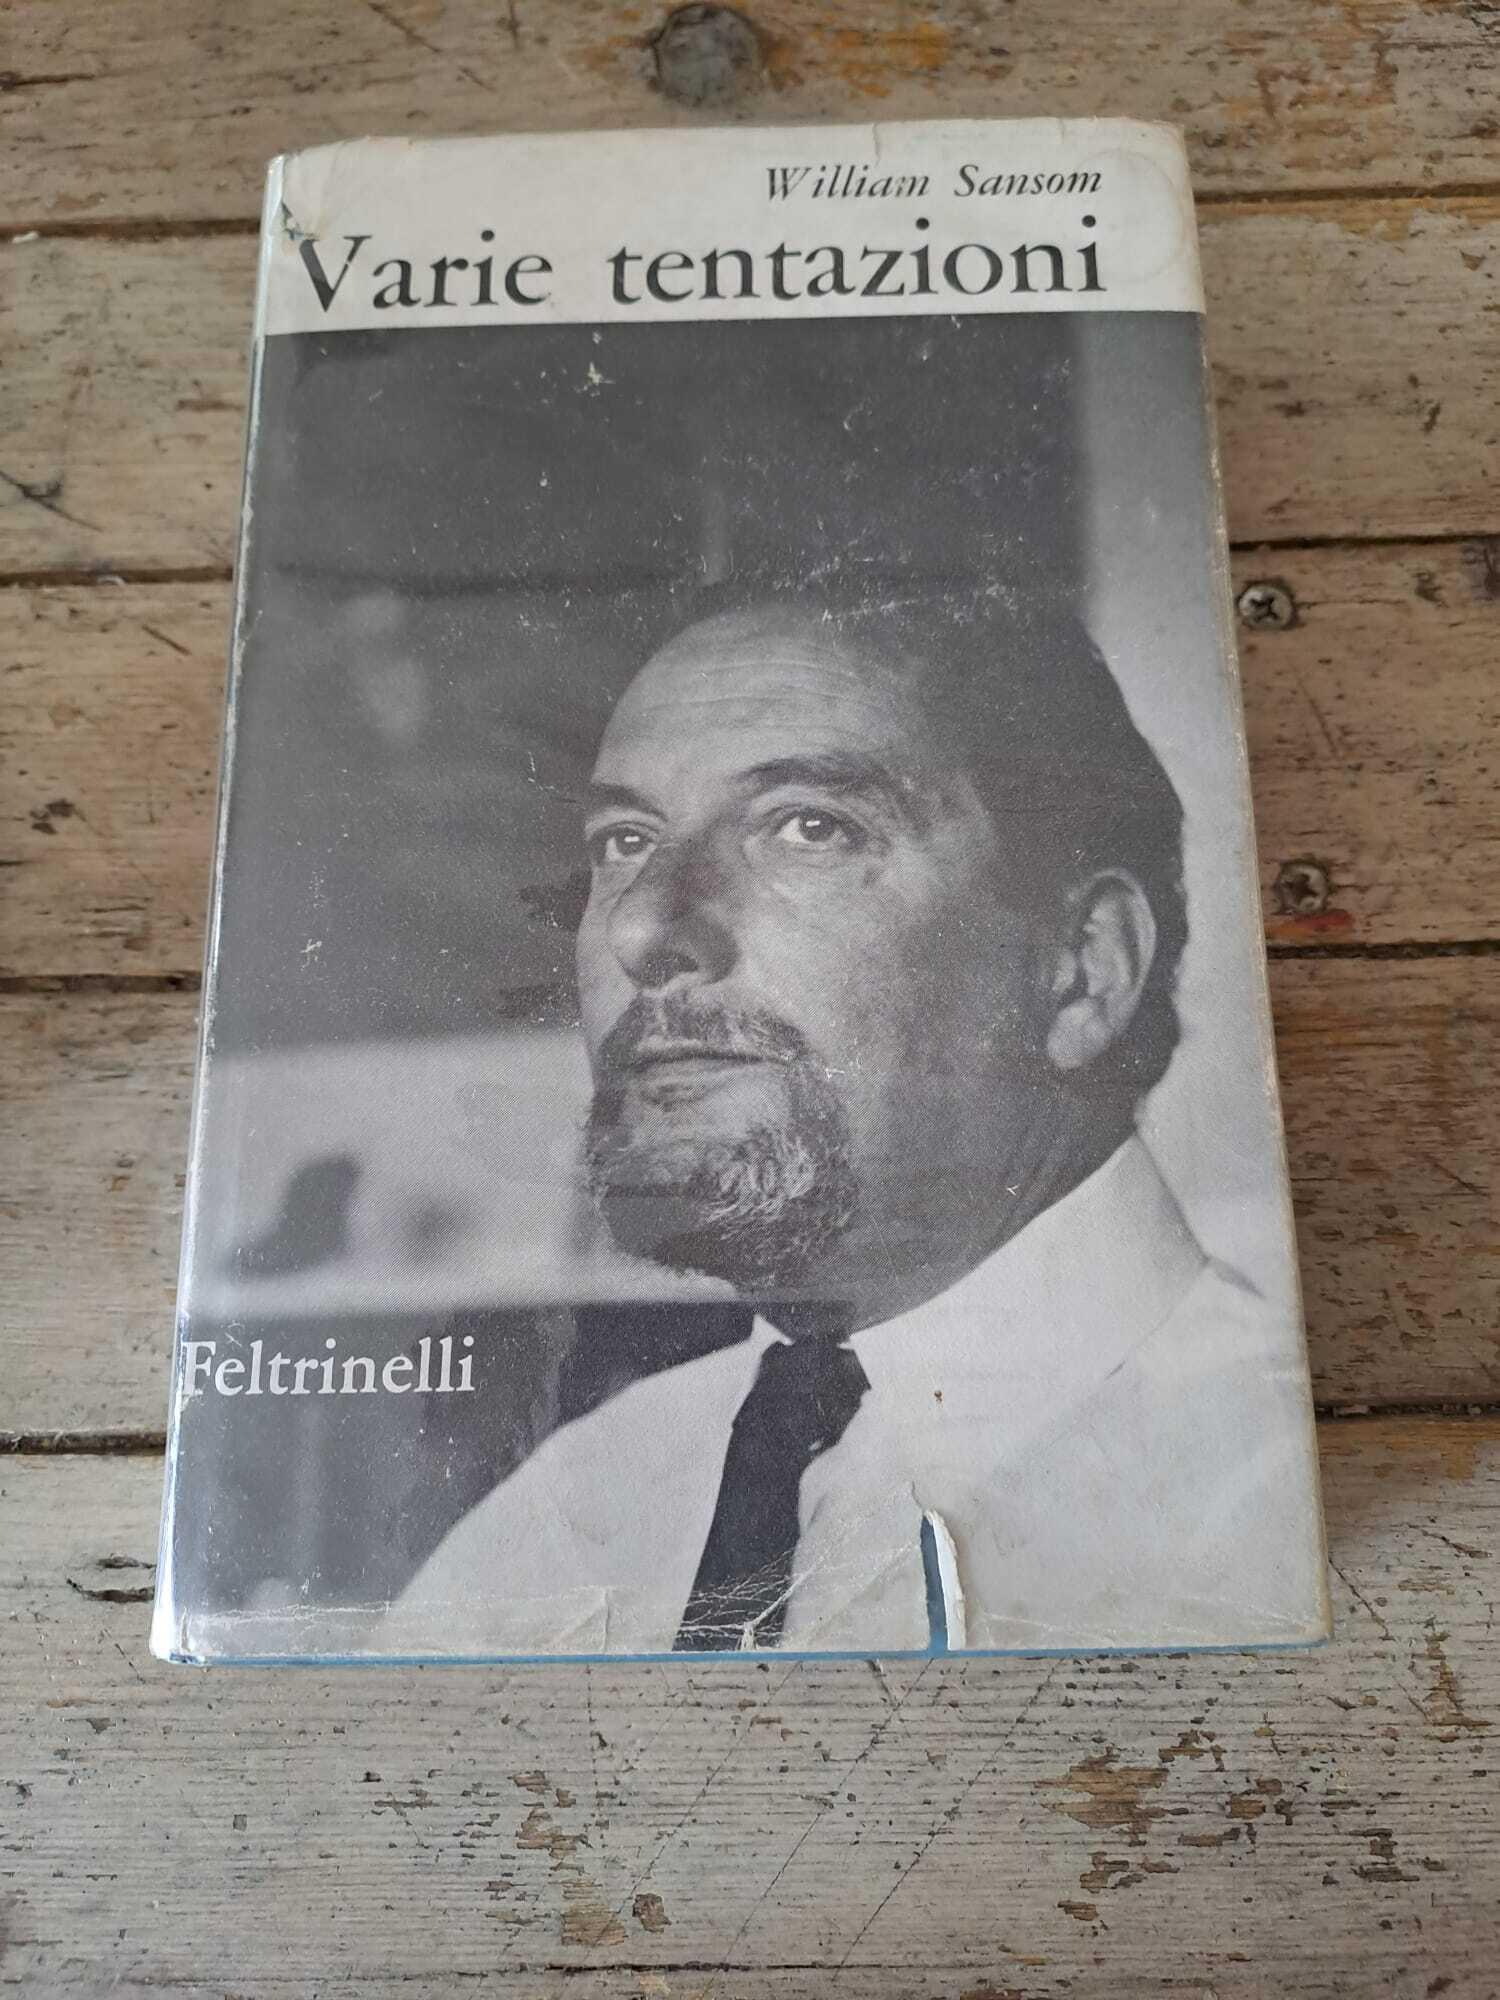 William Sansom
Varie tentazioni
Feltrinelli